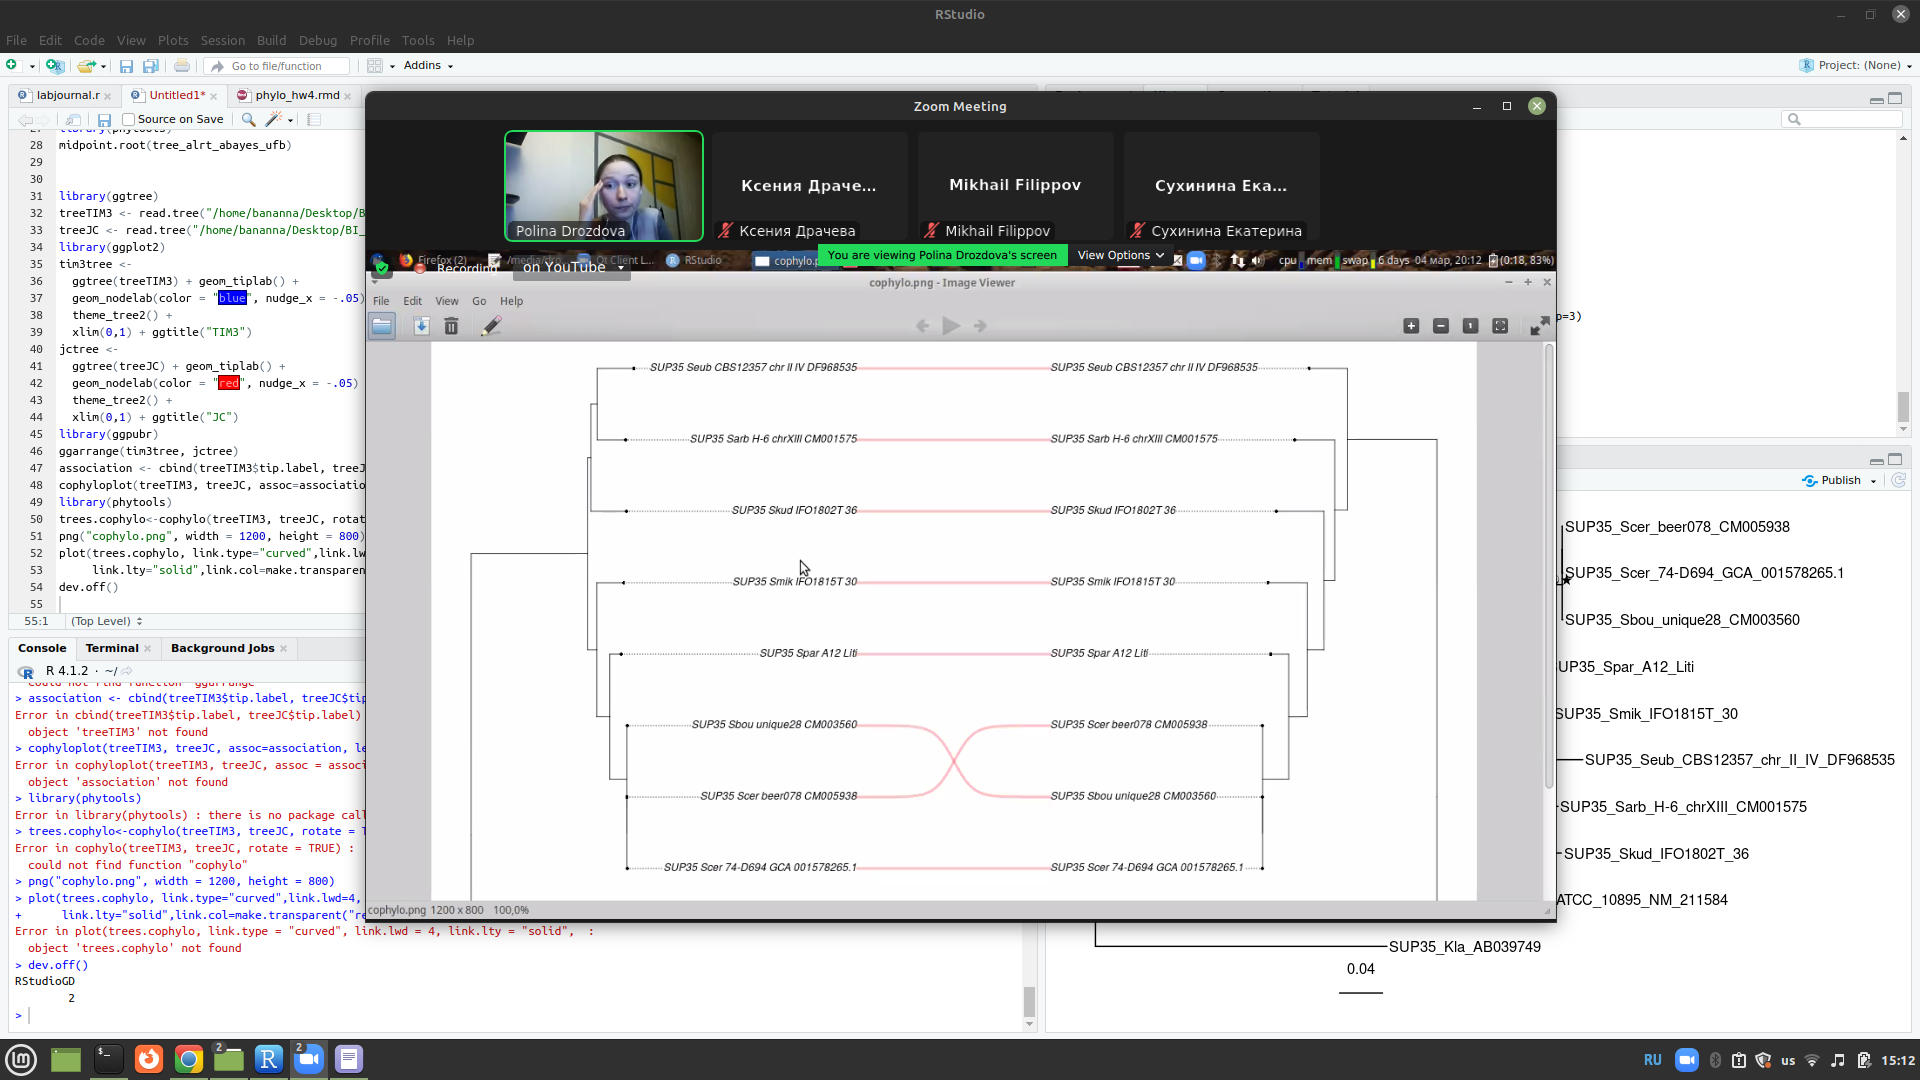 RStudio
File Edit Code View Plots Session Build Debug Profile Tools Help
Go to file/function Addins Project: (None)
labjournal.r Untitled1* phylo_hw4.rmd
Source on Save
28 midpoint.root(tree_alrt_abayes_ufb)
29
30
31 library(ggtree)
32 treeTIM3 <- read.tree("/home/bananna/Desktop/B
33 treeJC <- read.tree("/home/bananna/Desktop/BI_
34 library(ggplot2)
35 tim3tree <-
36 ggtree(treeTIM3) + geom_tiplab() +
37 geom_nodelab(color = "blue", nudge_x = -.05)
38 theme_tree2() +
39 xlim(0,1) + ggtitle("TIM3")
40 jctree <-
41 ggtree(treeJC) + geom_tiplab() +
42 geom_nodelab(color = "red", nudge_x = -.05)
43 theme_tree2() +
44 xlim(0,1) + ggtitle("JC")
45 library(ggpubr)
46 ggarrange(tim3tree, jctree)
47 association <- cbind(treeTIM3$tip.label, treeJ
48 cophyloplot(treeTIM3, treeJC, assoc=associatio
49 library(phytools)
50 trees.cophylo<-cophylo(treeTIM3, treeJC, rotat
51 png("cophylo.png", width = 1200, height = 800)
52 plot(trees.cophylo, link.type="curved",link.lw
53 link.lty="solid",link.col=make.transparen
54 dev.off()
55
55:1 (Top Level)
Console Terminal Background Jobs
R 4.1.2 · ~/
> association <- cbind(treeTIM3$tip.label, treeJC$tip
Error in cbind(treeTIM3$tip.label, treeJC$tip.label)
object 'treeTIM3' not found
> cophyloplot(treeTIM3, treeJC, assoc=association, le
Error in cophyloplot(treeTIM3, treeJC, assoc = associ
object 'association' not found
> library(phytools)
Error in library(phytools) : there is no package call
> trees.cophylo<-cophylo(treeTIM3, treeJC, rotate = T
Error in cophylo(treeTIM3, treeJC, rotate = TRUE) :
could not find function "cophylo"
> png("cophylo.png", width = 1200, height = 800)
> plot(trees.cophylo, link.type="curved",link.lwd=4,
+ link.lty="solid",link.col=make.transparent("re
Error in plot(trees.cophylo, link.type = "curved", link.lwd = 4, link.lty = "solid", :
object 'trees.cophylo' not found
> dev.off()
RStudioGD
2
>
Zoom Meeting
Ксения Драче... Mikhail Filippov Сухинина Ека...
Polina Drozdova Ксения Драчева Mikhail Filippov Сухинина Екатерина
You are viewing Polina Drozdova's screen View Options
Firefox (2) Qt Client L... RStudio cophylo.p cpu mem swap 6 days 04 мар, 20:12 (0:18, 83%)
Recording on YouTube
cophylo.png - Image Viewer
File Edit View Go Help
SUP35 Seub CBS12357 chr II IV DF968535 SUP35 Seub CBS12357 chr II IV DF968535
SUP35 Sarb H-6 chrXIII CM001575 SUP35 Sarb H-6 chrXIII CM001575
SUP35 Skud IFO1802T 36 SUP35 Skud IFO1802T 36
SUP35 Smik IFO1815T 30 SUP35 Smik IFO1815T 30
SUP35 Spar A12 Liti SUP35 Spar A12 Liti
SUP35 Sbou unique28 CM003560 SUP35 Scer beer078 CM005938
SUP35 Scer beer078 CM005938 SUP35 Sbou unique28 CM003560
SUP35 Scer 74-D694 GCA 001578265.1 SUP35 Scer 74-D694 GCA 001578265.1
cophylo.png 1200 x 800 100,0%
p=3)
Publish
SUP35_Scer_beer078_CM005938
SUP35_Scer_74-D694_GCA_001578265.1
SUP35_Sbou_unique28_CM003560
UP35_Spar_A12_Liti
SUP35_Smik_IFO1815T_30
SUP35_Seub_CBS12357_chr_II_IV_DF968535
SUP35_Sarb_H-6_chrXIII_CM001575
SUP35_Skud_IFO1802T_36
ATCC_10895_NM_211584
SUP35_Kla_AB039749
0.04
2 2 RU us 15:12